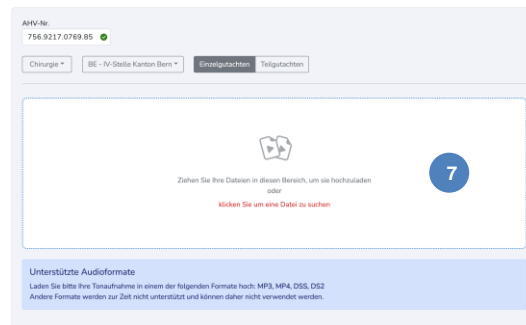 AHV-Nr.
756.9217.0769.85
Chirurgie BE - IV-Stelle Kanton Bern Einzelgutachten Teilgutachten
Ziehen Sie Ihre Dateien in diesen Bereich, um sie hochzuladen
oder
klicken Sie um eine Datei zu suchen
7
Unterstützte Audioformate
Laden Sie bitte Ihre Tonaufnahme in einem der folgenden Formate hoch: MP3, MP4, DSS, DS2
Andere Formate werden zur Zeit nicht unterstützt und können daher nicht verwendet werden.